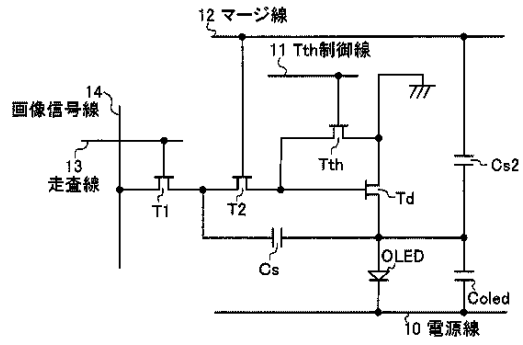 12 マージ線
11 Tth制御線
14
画像信号線
13
走査線
Tth
Cs2
T1
T2
Td
Cs
OLED
Coled
10 電源線